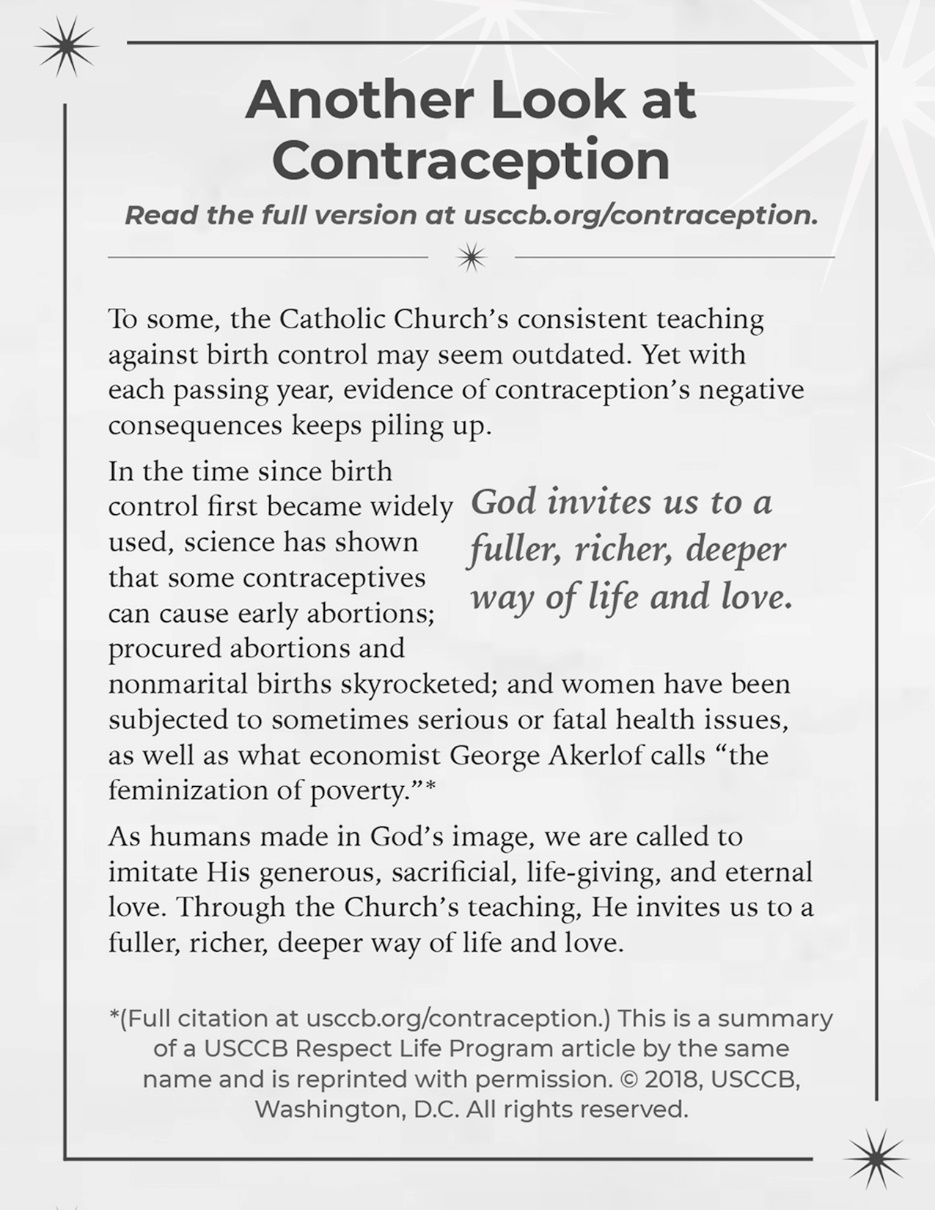 Another Look at
Contraception
Read the full version at usccb.org/contraception.
To some, the Catholic Church’s consistent teaching
against birth control may seem outdated. Yet with
each passing year, evidence of contraception’s negative
consequences keeps piling up.
In the time since birth
control first became widely
used, science has shown
that some contraceptives
can cause early abortions;
procured abortions and
nonmarital births skyrocketed; and women have been
subjected to sometimes serious or fatal health issues,
as well as what economist George Akerlof calls “the
feminization of poverty.”*
God invites us to a
fuller, richer, deeper
way of life and love.
As humans made in God’s image, we are called to
imitate His generous, sacrificial, life-giving, and eternal
love. Through the Church’s teaching, He invites us to a
fuller, richer, deeper way of life and love.
*(Full citation at usccb.org/contraception.) This is a summary
of a USCCB Respect Life Program article by the same
name and is reprinted with permission. © 2018, USCCB,
Washington, D.C. All rights reserved.